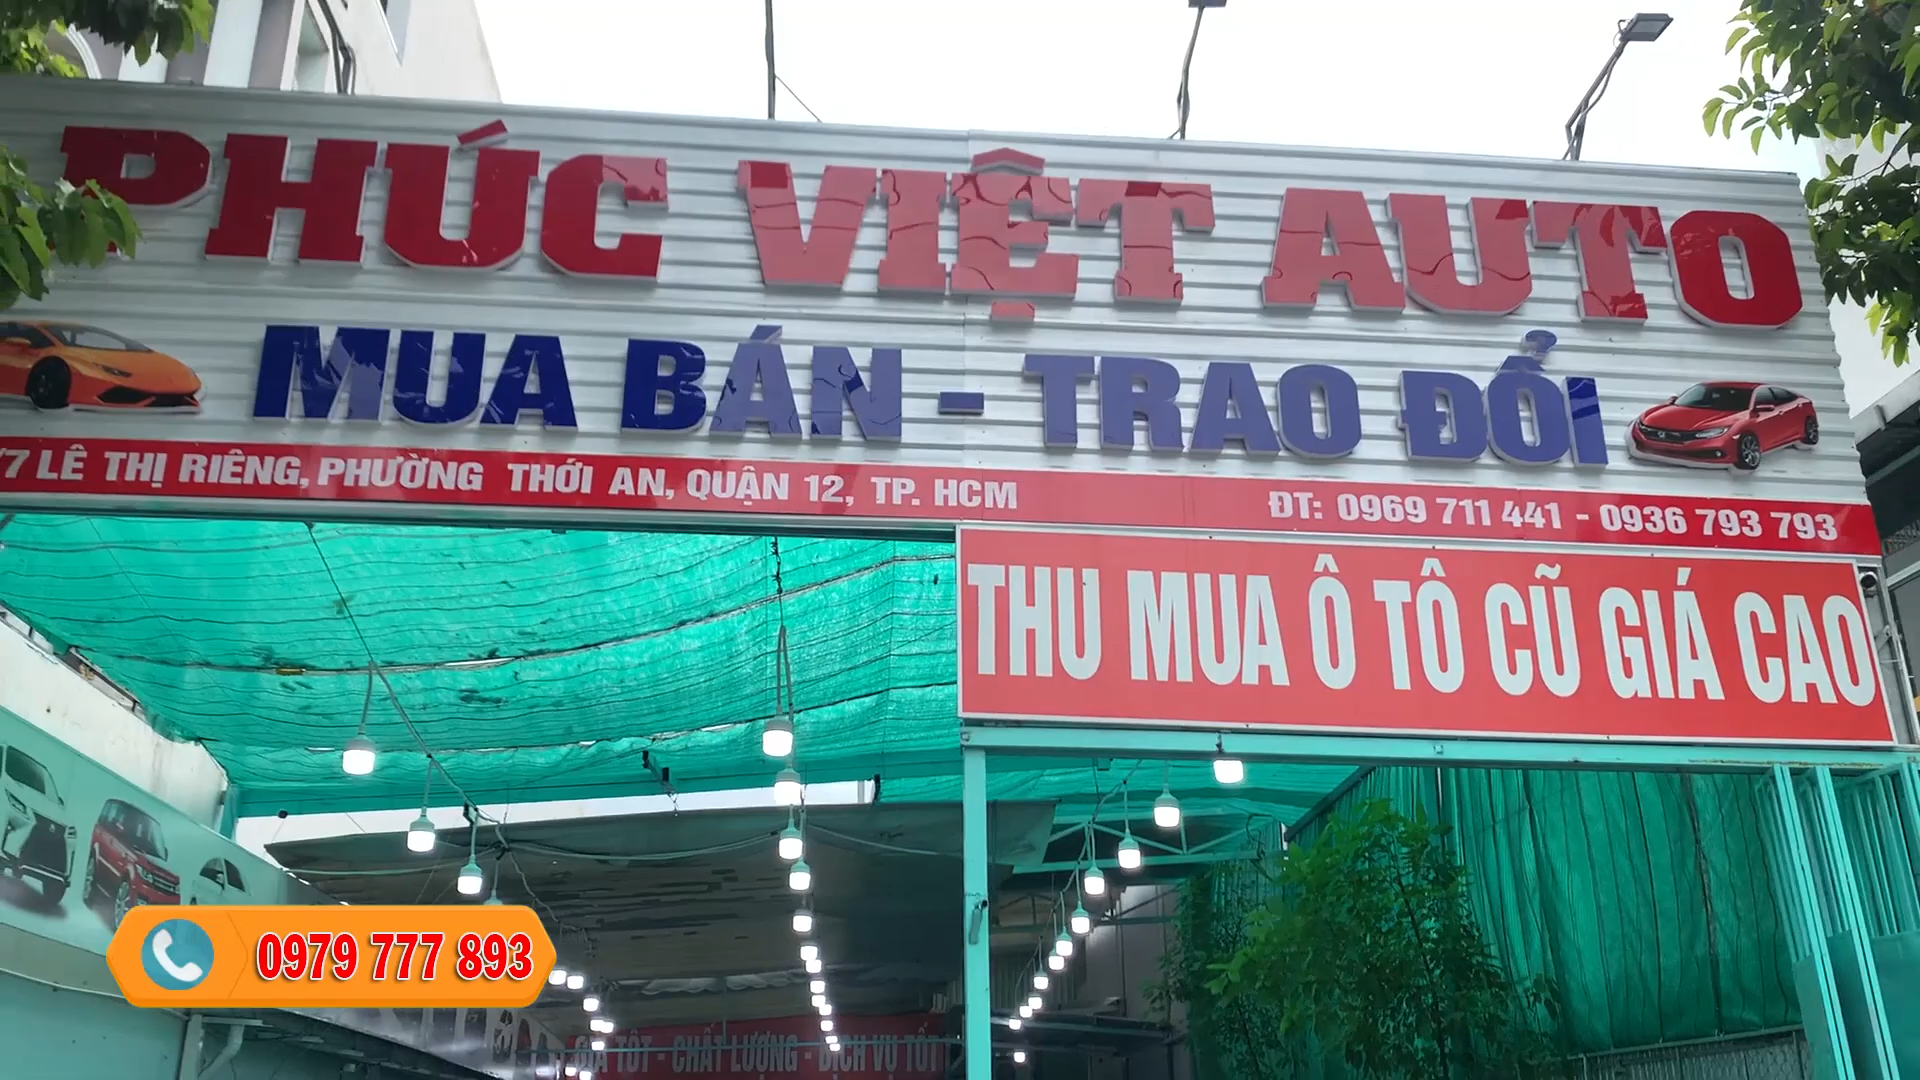 PHÚC VIỆT AUTO
MUA BÁN - TRAO ĐỔI
/7 LÊ THỊ RIÊNG, PHƯỜNG THỚI AN, QUẬN 12, TP. HCM
ĐT: 0969 711 441 - 0936 793 793
THU MUA Ô TÔ CŨ GIÁ CAO
0979 777 893
GIÁ TỐT - CHẤT LƯỢNG - DỊCH VỤ TỐT